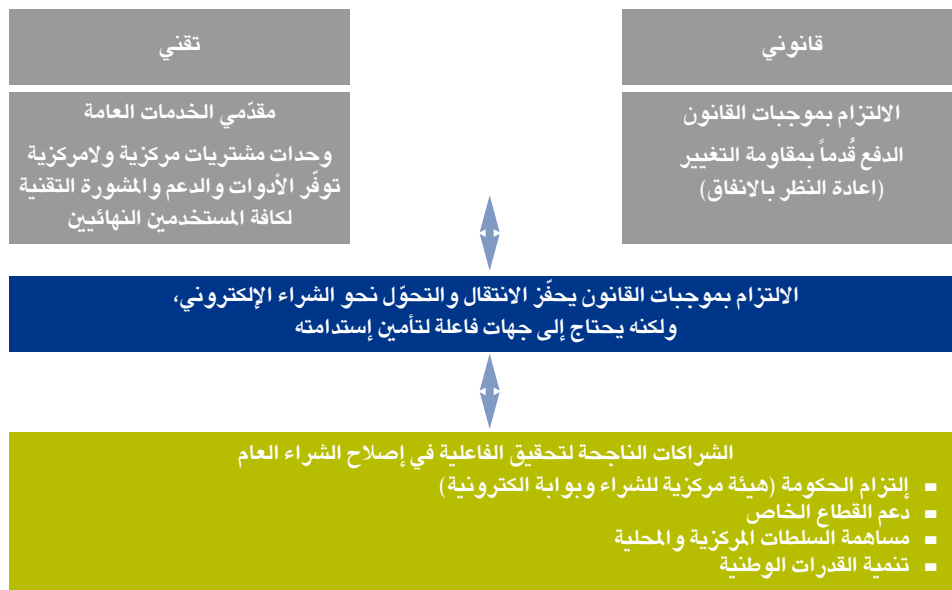 قانوني
الالتزام بموجبات القانون
الدفع قُدماً بمقاومة التغيير
(اعادة النظر بالانفاق)
تقني
مقدّمي الخدمات العامة
وحدات مشتريات مركزية ولامركزية
توفّر الأدوات والدعم والمشورة التقنية
لكافة المستخدمين النهائيين
الالتزام بموجبات القانون يحفّز الانتقال والتحوّل نحو الشراء الإلكتروني،
ولكنه يحتاج إلى جهات فاعلة لتأمين إستدامته
الشراكات الناجحة لتحقيق الفاعلية في إصلاح الشراء العام
▪ إلتزام الحكومة (هيئة مركزية للشراء وبوابة الكترونية)
▪ دعم القطاع الخاص
▪ مساهمة السلطات المركزية والمحلية
▪ تنمية القدرات الوطنية